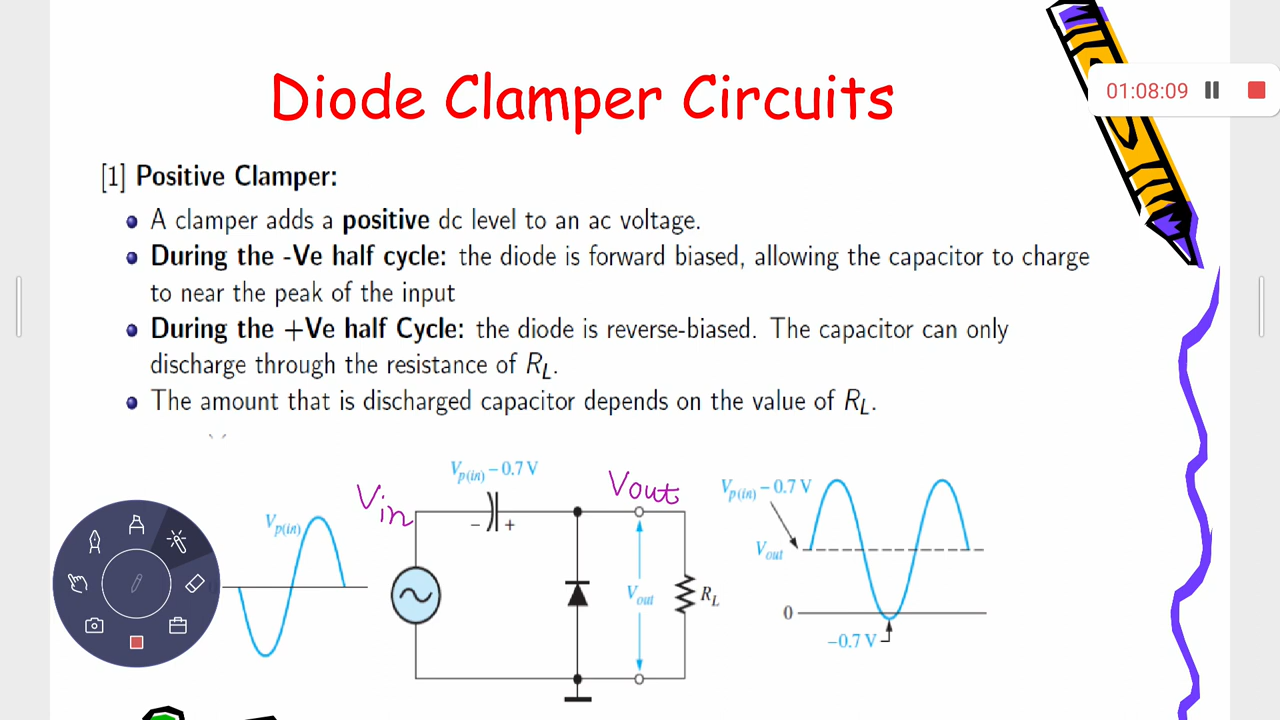 Diode Clamper Circuits
01:08:09
[1] Positive Clamper:
A clamper adds a positive dc level to an ac voltage.
During the -Ve half cycle: the diode is forward biased, allowing the capacitor to charge
to near the peak of the input
During the +Ve half Cycle: the diode is reverse-biased. The capacitor can only
discharge through the resistance of RL.
The amount that is discharged capacitor depends on the value of RL.
Vp(in)
Vin
Vp(in) – 0.7 V
– +
Vout
Vout
RL
Vp(in) – 0.7 V
Vout
0
–0.7 V